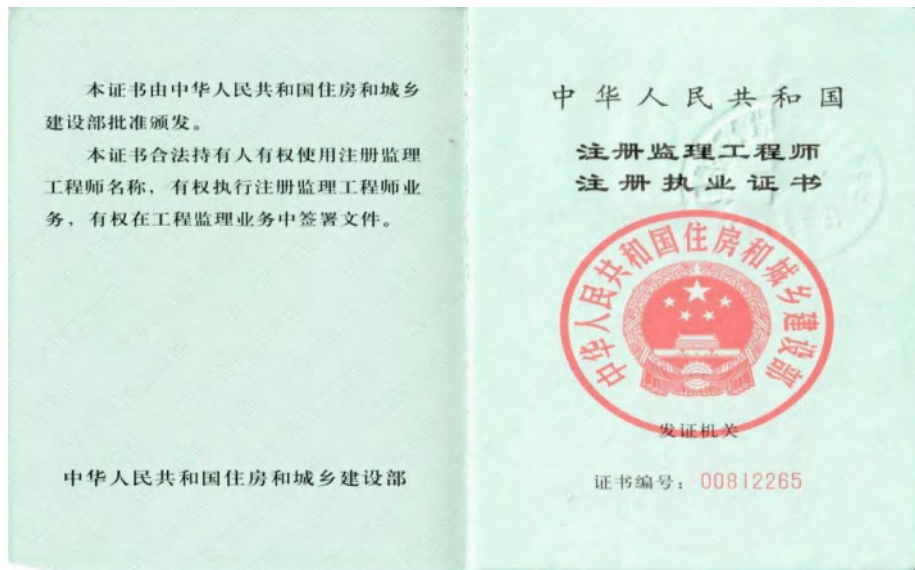 本证书由中华人民共和国住房和城乡
建设部批准颁发。
本证书合法持有人有权使用注册监理
工程师名称，有权执行注册监理工程师业
务，有权在工程监理业务中签署文件。
中华人民共和国住房和城乡建设部
中华人民共和国
注册监理工程师
注册执业证书
中华人民共和国住房和城乡建设部
发证机关
证书编号：00812265